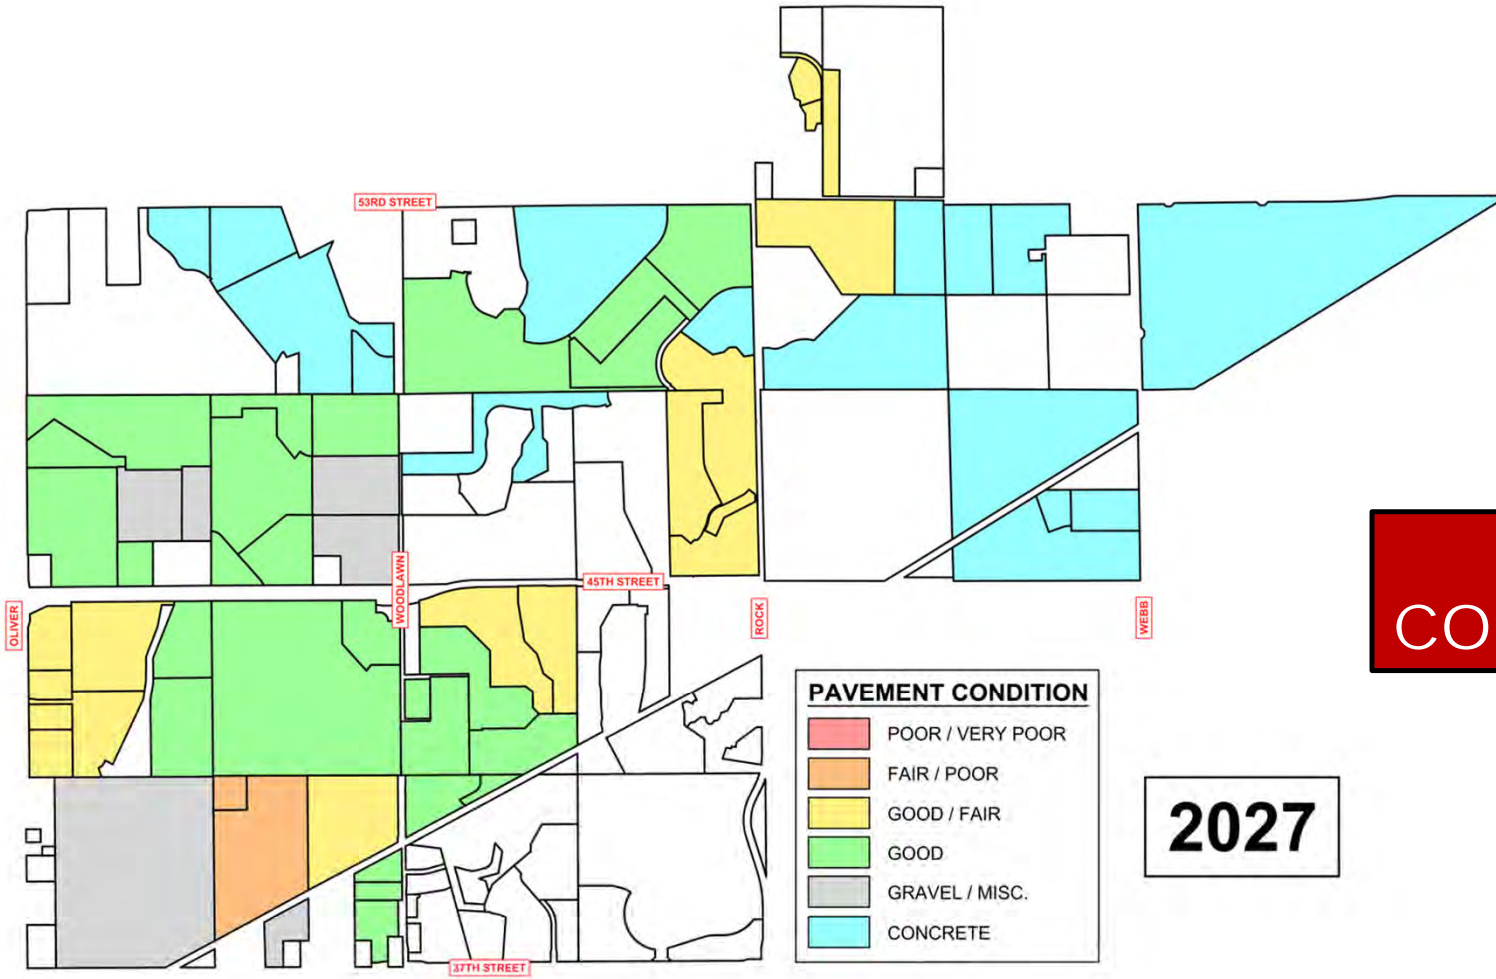 53RD STREET
45TH STREET
WOODLAWN
OLIVER
ROCK
WEBB
CO
PAVEMENT CONDITION
POOR / VERY POOR
FAIR / POOR
GOOD / FAIR
GOOD
GRAVEL / MISC.
CONCRETE
2027
37TH STREET